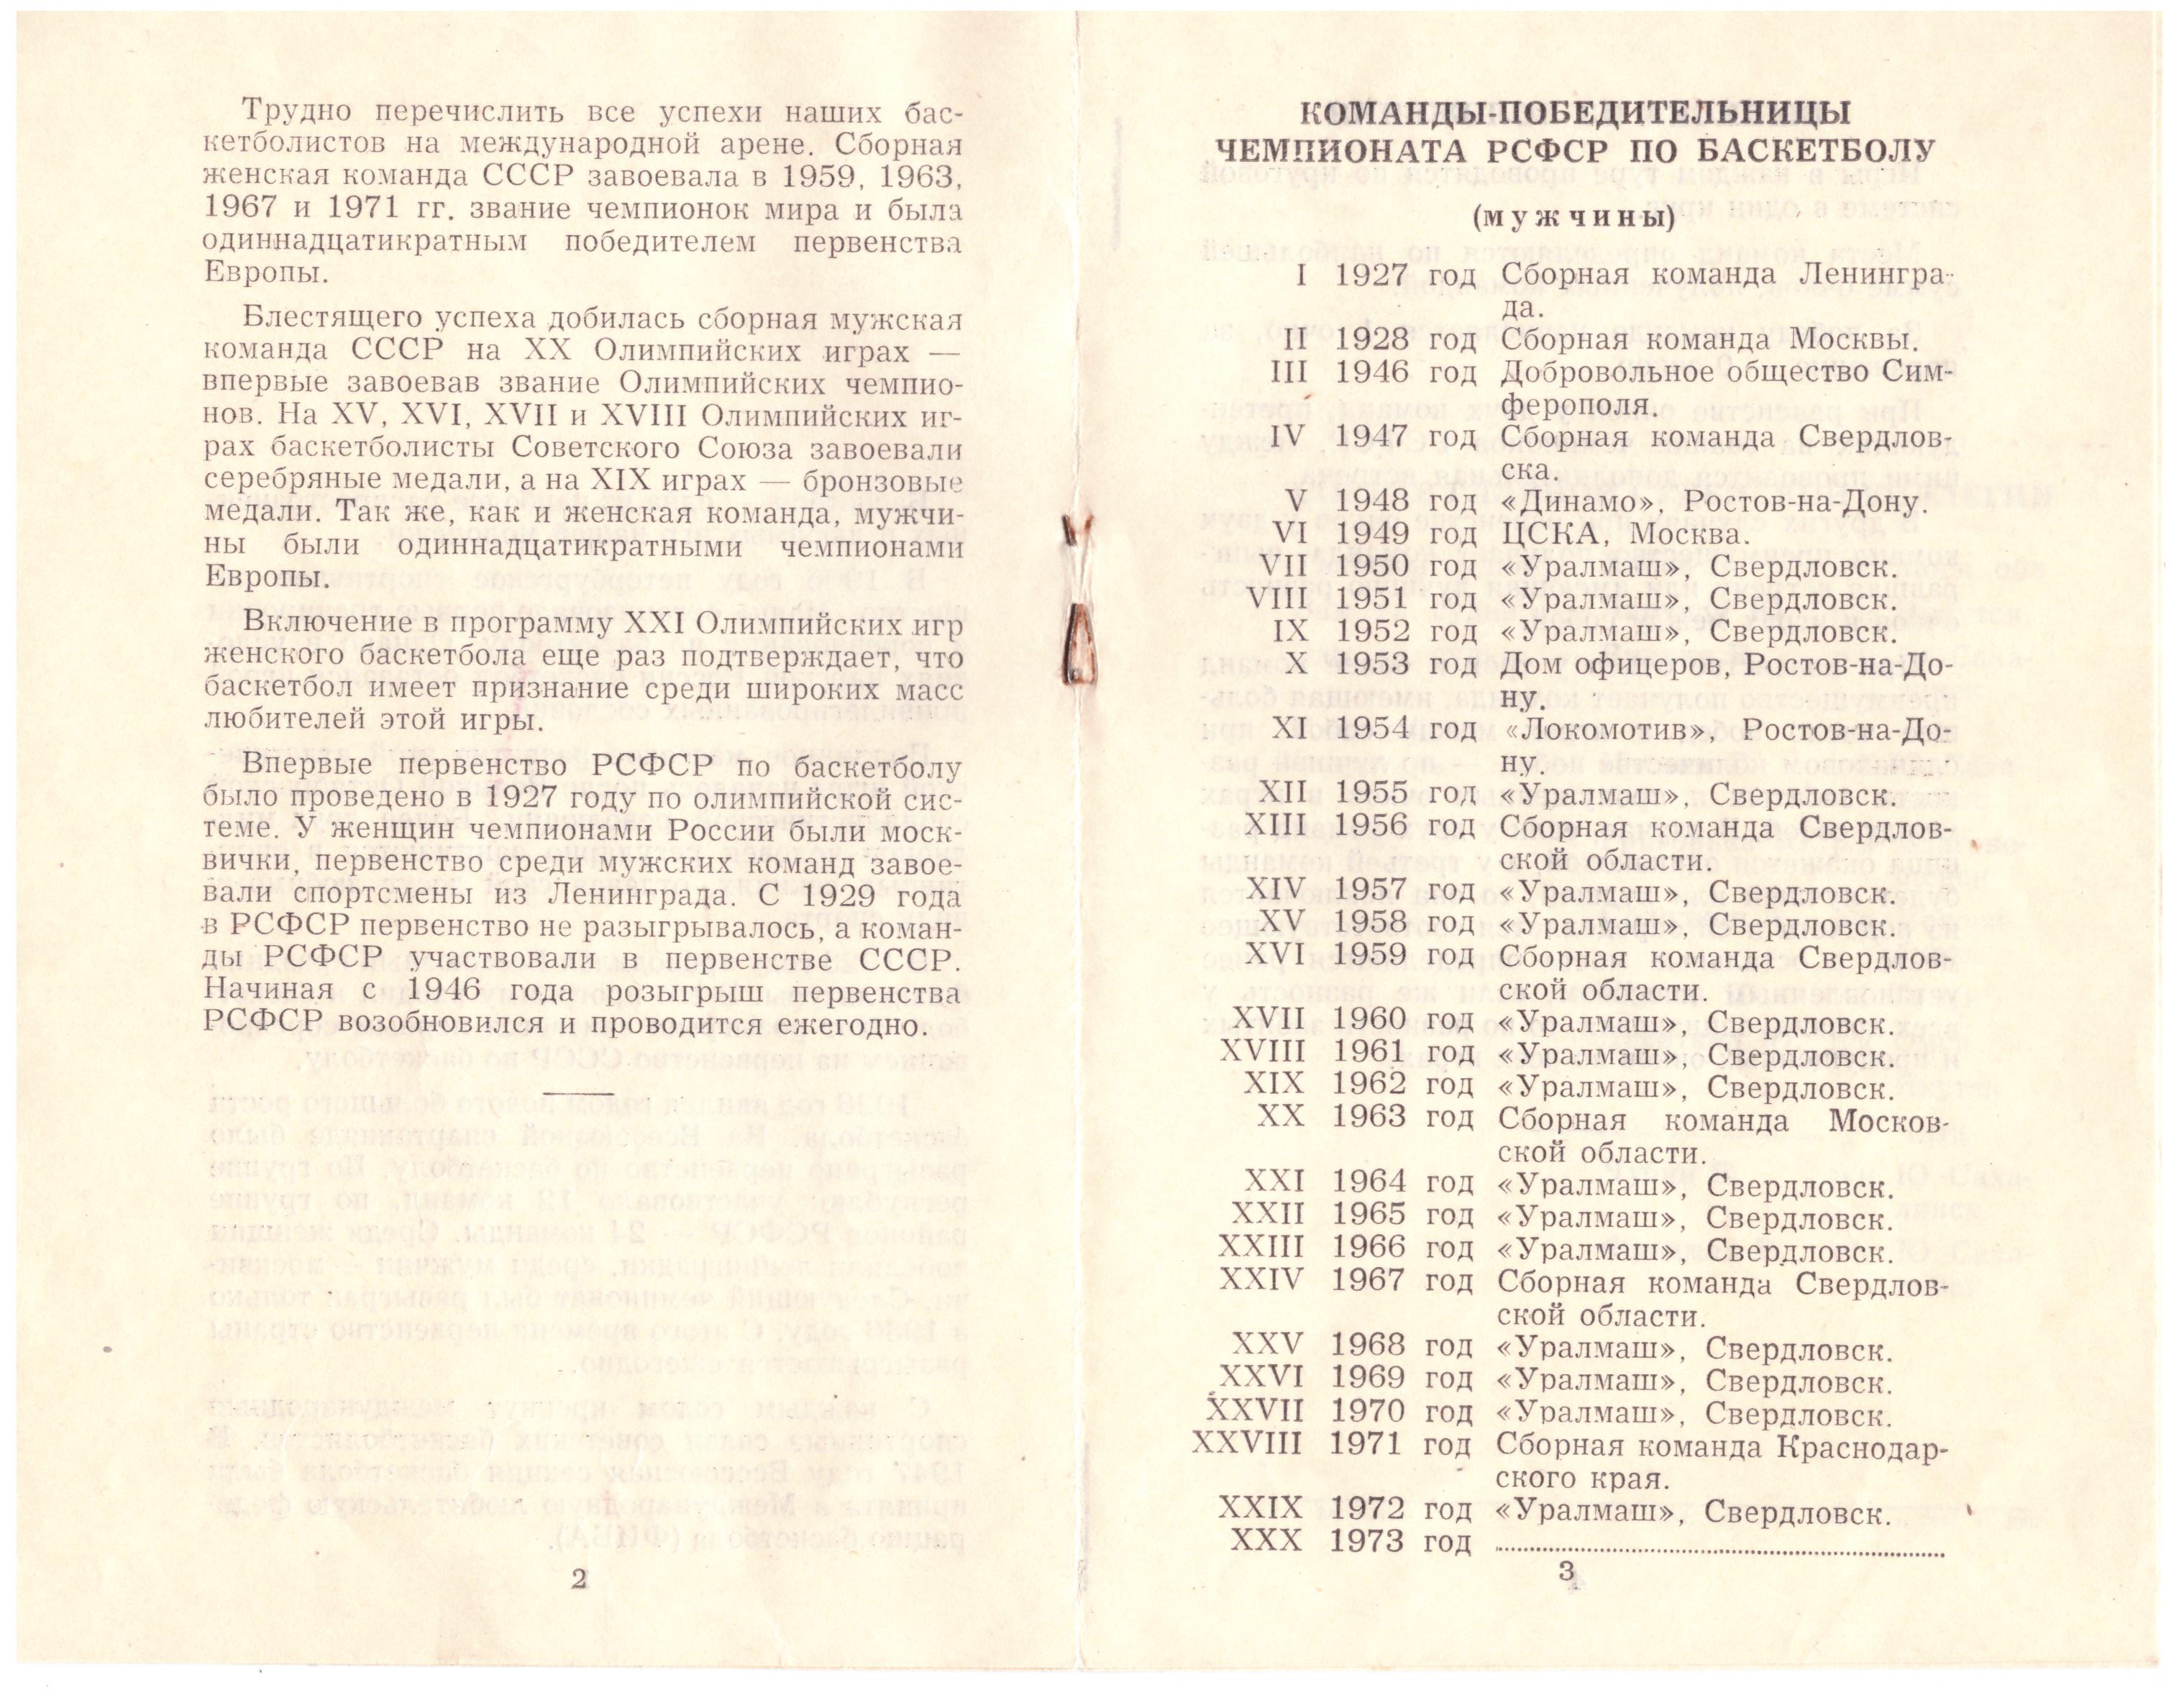 Трудно перечислить все успехи наших бас-
кетболистов на международной арене. Сборная
женская команда СССР завоевала в 1959, 1963,
1967 и 1971 гг. звание чемпионок мира и была
одиннадцатикратным победителем первенства
Европы.
Блестящего успеха добилась сборная мужская
команда СССР на XX Олимпийских играх —
впервые завоевав звание Олимпийских чемпио-
нов. На XV, XVI, XVII и XVIII Олимпийских иг-
рах баскетболисты Советского Союза завоевали
серебряные медали, а на XIX играх — бронзовые
медали. Так же, как и женская команда, мужчи-
ны были одиннадцатикратными чемпионами
Европы.
Включение в программу XXI Олимпийских игр
женского баскетбола еще раз подтверждает, что
баскетбол имеет признание среди широких масс
любителей этой игры.
Впервые первенство РСФСР по баскетболу
было проведено в 1927 году по олимпийской сис-
теме. У женщин чемпионами России были моск-
вички, первенство среди мужских команд завое-
вали спортсмены из Ленинграда. С 1929 года
в РСФСР первенство не разыгрывалось, а коман-
ды РСФСР участвовали в первенстве СССР.
Начиная с 1946 года розыгрыш первенства
РСФСР возобновился и проводится ежегодно.
2
КОМАНДЫ-ПОБЕДИТЕЛЬНИЦЫ
ЧЕМПИОНАТА РСФСР ПО БАСКЕТБОЛУ
(мужчины)
I 1927 год Сборная команда Ленингра-
да.
II 1928 год Сборная команда Москвы.
III 1946 год Добровольное общество Сим-
ферополя.
IV 1947 год Сборная команда Свердлов-
ска.
V 1948 год «Динамо», Ростов-на-Дону.
VI 1949 год ЦСКА, Москва.
VII 1950 год «Уралмаш», Свердловск.
VIII 1951 год «Уралмаш», Свердловск.
IX 1952 год «Уралмаш», Свердловск.
X 1953 год Дом офицеров, Ростов-на-До-
ну.
XI 1954 год «Локомотив», Ростов-на-До-
ну.
XII 1955 год «Уралмаш», Свердловск.
XIII 1956 год Сборная команда Свердлов-
ской области.
XIV 1957 год «Уралмаш», Свердловск.
XV 1958 год «Уралмаш», Свердловск.
XVI 1959 год Сборная команда Свердлов-
ской области.
XVII 1960 год «Уралмаш», Свердловск.
XVIII 1961 год «Уралмаш», Свердловск.
XIX 1962 год «Уралмаш», Свердловск.
XX 1963 год Сборная команда Москов-
ской области.
XXI 1964 год «Уралмаш», Свердловск.
XXII 1965 год «Уралмаш», Свердловск.
XXIII 1966 год «Уралмаш», Свердловск.
XXIV 1967 год Сборная команда Свердлов-
ской области.
XXV 1968 год «Уралмаш», Свердловск.
XXVI 1969 год «Уралмаш», Свердловск.
XXVII 1970 год «Уралмаш», Свердловск.
XXVIII 1971 год Сборная команда Краснодар-
ского края.
XXIX 1972 год «Уралмаш», Свердловск.
XXX 1973 год ........................................
3